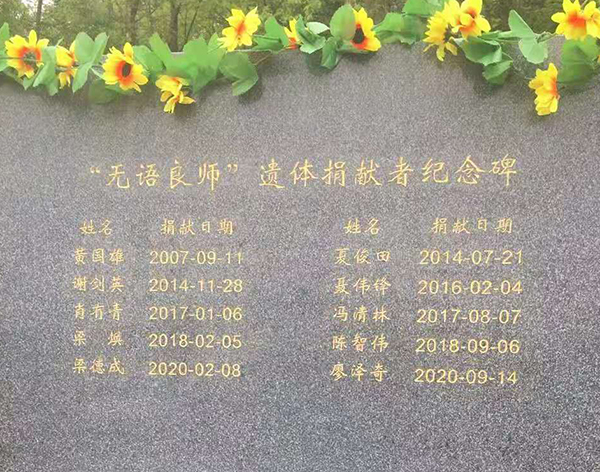 “无语良师”遗体捐献者纪念碑
姓名 捐献日期 姓名 捐献日期
黄国雄 2007-09-11 夏俊田 2014-07-21
谢剑英 2014-11-28 聂伟锋 2016-02-04
肖有青 2017-01-06 冯清林 2017-08-07
梁 2018-02-05 陈智伟 2018-09-06
栗德成 2020-02-08 廖泽奇 2020-09-14